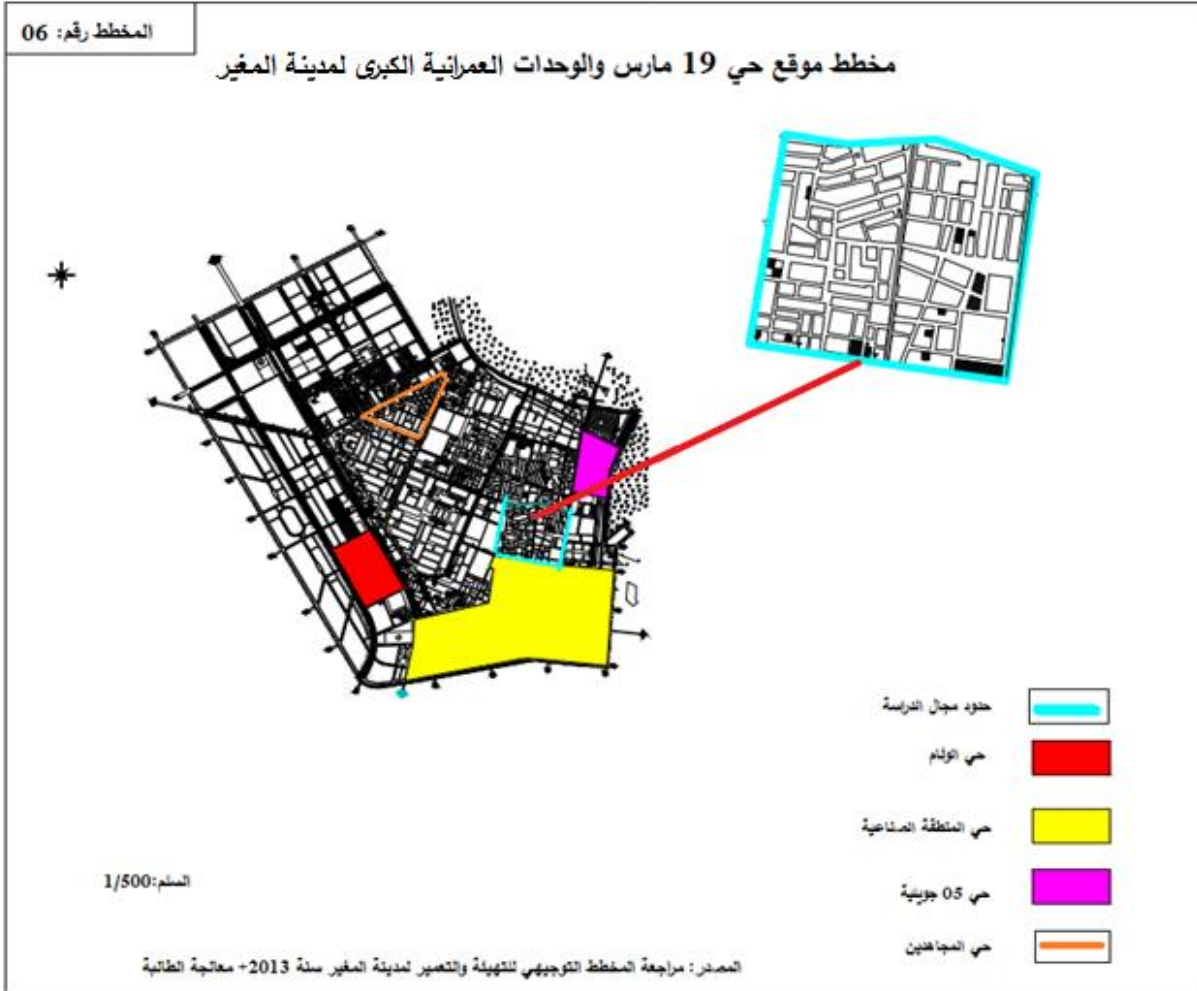 المخطط رقم: 06
مخطط موقع حي 19 مارس والوحدات العمرانية الكبرى لمدينة المغير
حدود مجال الدراسة
حي الوئام
حي المنطقة الصناعية
حي 05 جويلية
حي المجاهدين
السلم:1/500
المصدر: مراجعة المخطط التوجيهي للتهيئة والتعمير لمدينة المغير سنة 2013+ معالجة الطالبة